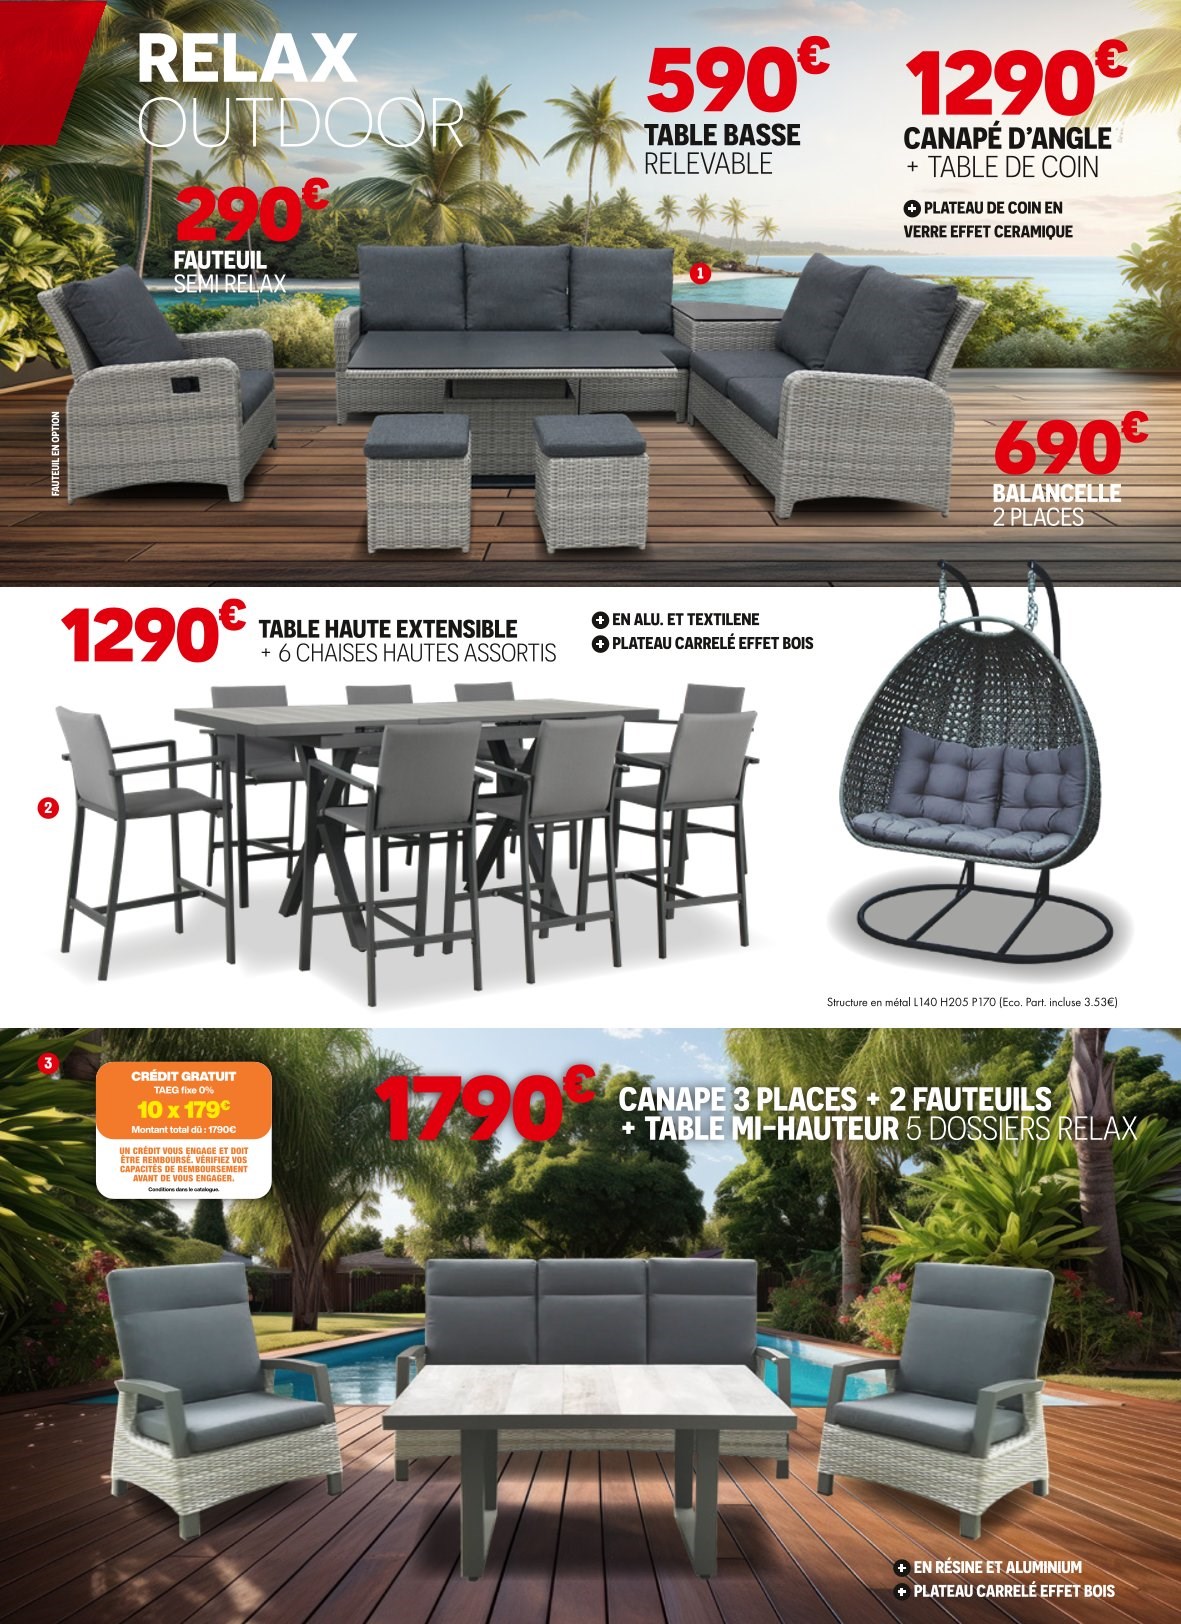 RELAX
OUTDOOR
590€
TABLE BASSE
RELEVABLE
1290€
CANAPÉ D'ANGLE
+ TABLE DE COIN
+ PLATEAU DE COIN EN
VERRE EFFET CERAMIQUE
290€
FAUTEUIL
SEMI RELAX
1
FAUTEUIL EN OPTION
690€
BALANCELLE
2 PLACES
1290€
TABLE HAUTE EXTENSIBLE
+ 6 CHAISES HAUTES ASSORTIS
+ EN ALU. ET TEXTILENE
+ PLATEAU CARRELÉ EFFET BOIS
2
Structure en métal L140 H205 P170 (Eco. Part. incluse 3.53€)
3
CRÉDIT GRATUIT
TAEG fixe 0%
10 x 179€
Montant total dû : 1790€
UN CRÉDIT VOUS ENGAGE ET DOIT
ÊTRE REMBOURSÉ. VÉRIFIEZ VOS
CAPACITÉS DE REMBOURSEMENT
AVANT DE VOUS ENGAGER.
Conditions dans le catalogue.
1790€
CANAPE 3 PLACES + 2 FAUTEUILS
+ TABLE MI-HAUTEUR 5 DOSSIERS RELAX
+ EN RÉSINE ET ALUMINIUM
+ PLATEAU CARRELÉ EFFET BOIS